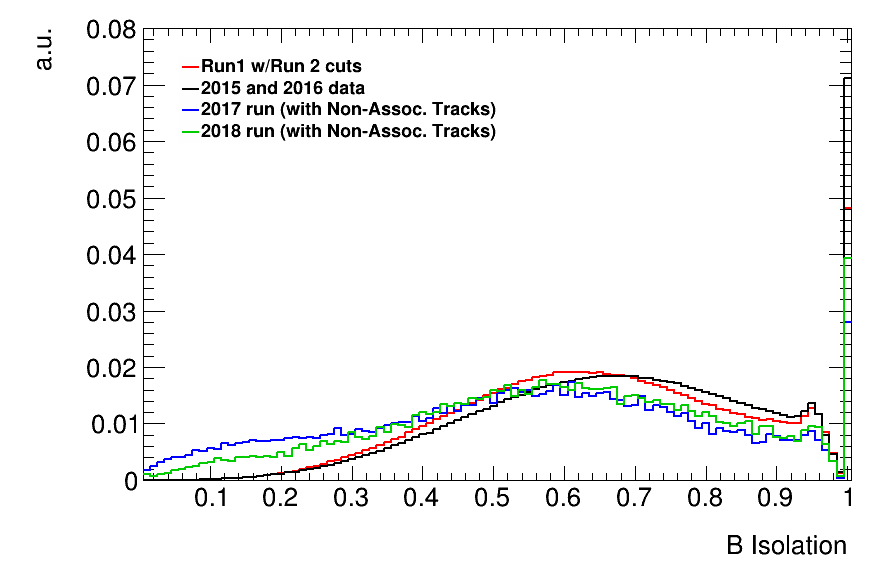 a.u.
0.08
0.07
0.06
0.05
0.04
0.03
0.02
0.01
0
Run1 w/Run 2 cuts
2015 and 2016 data
2017 run (with Non-Assoc. Tracks)
2018 run (with Non-Assoc. Tracks)
0.1 0.2 0.3 0.4 0.5 0.6 0.7 0.8 0.9 1
B Isolation